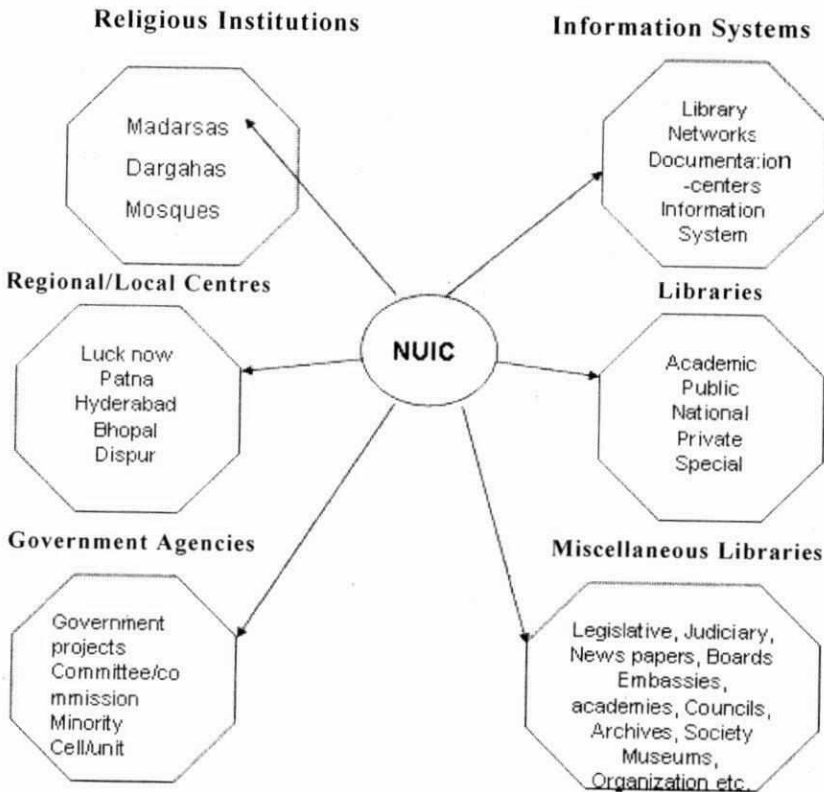 Religious Institutions
Madarsas
Dargahas
Mosques
Information Systems
Library
Networks
Documenta:ion
-centers
Information
System
Regional/Local Centres
Luck now
Patna
Hyderabad
Bhopal
Dispur
NUIC
Libraries
Academic
Public
National
Private
Special
Government Agencies
Government
projects
Committee/co
mmission
Minority
Cell/unit
Miscellaneous Libraries
Legislative, Judiciary,
News papers, Boards
Embassies,
academies, Councils,
Archives, Society
Museums,
Organization etc.